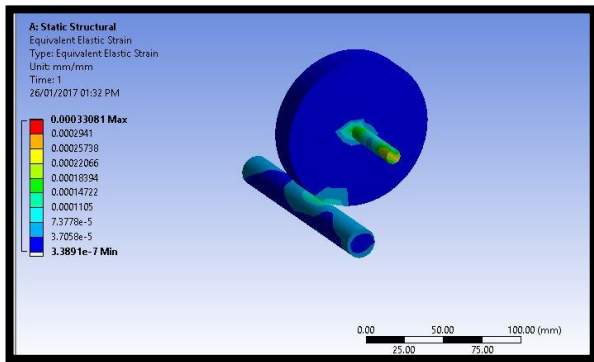 A: Static Structural
Equivalent Elastic Strain
Type: Equivalent Elastic Strain
Unit: mm/mm
Time: 1
26/01/2017 01:32 PM
0.00033081 Max
0.0002941
0.00025738
0.00022066
0.00018394
0.00014722
0.0001105
7.3778e-5
3.7058e-5
3.3891e-7 Min
0.00 50.00 100.00 (mm)
25.00 75.00